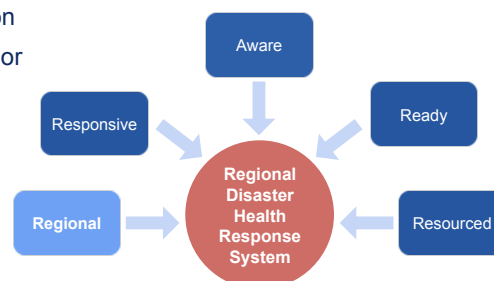 on
or
Aware
Responsive
Ready
Regional
Disaster
Health
Response
System
Regional
Resourced